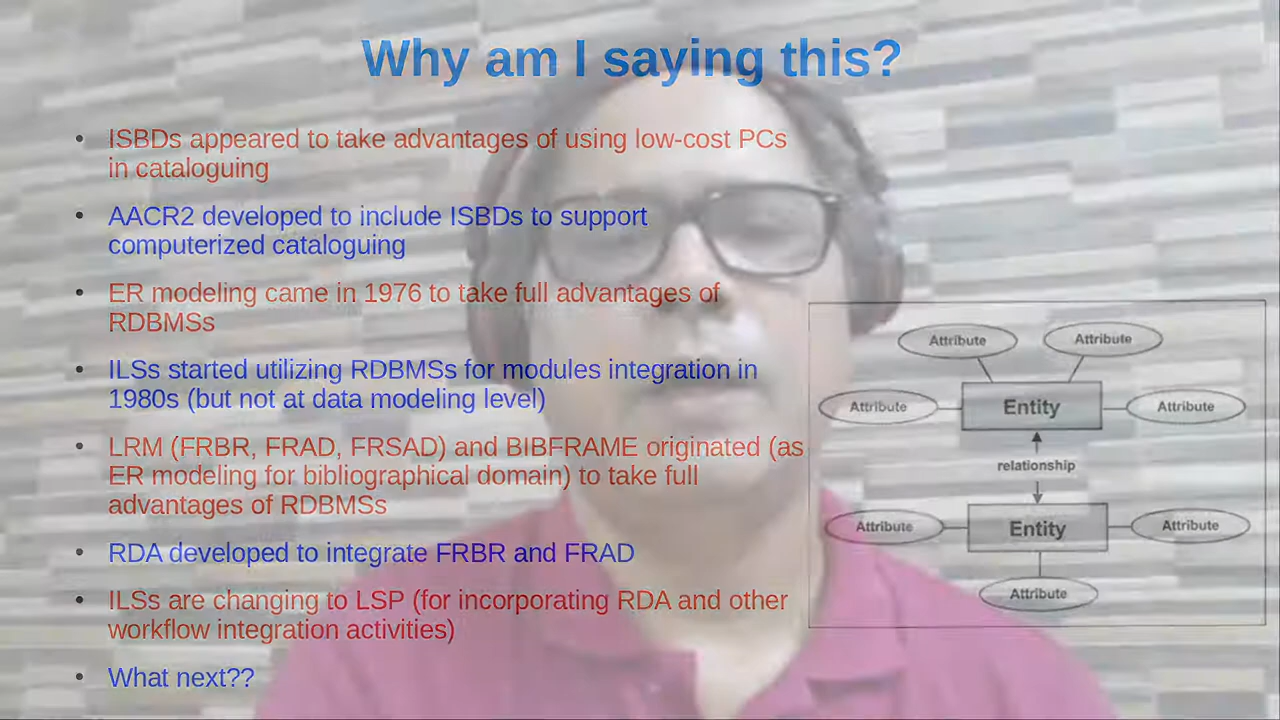 Why am I saying this?
• ISBDs appeared to take advantages of using low-cost PCs
in cataloguing
• AACR2 developed to include ISBDs to support
computerized cataloguing
• ER modeling came in 1976 to take full advantages of
RDBMSs
• ILSs started utilizing RDBMSs for modules integration in
1980s (but not at data modeling level)
• LRM (FRBR, FRAD, FRSAD) and BIBFRAME originated (as
ER modeling for bibliographical domain) to take full
advantages of RDBMSs
• RDA developed to integrate FRBR and FRAD
• ILSs are changing to LSP (for incorporating RDA and other
workflow integration activities)
• What next??
Attribute Attribute
Attribute Entity Attribute
relationship
Attribute Entity Attribute
Attribute